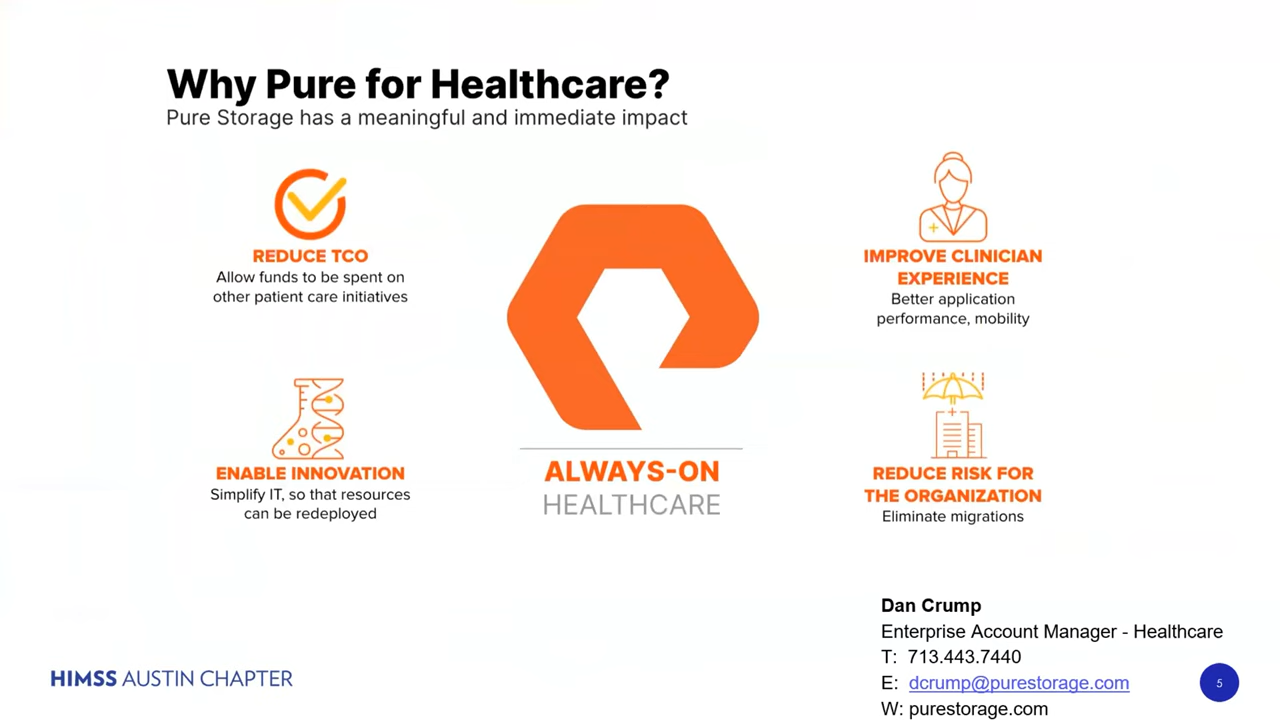 Why Pure for Healthcare?
Pure Storage has a meaningful and immediate impact
REDUCE TCO
Allow funds to be spent on
other patient care initiatives
ENABLE INNOVATION
Simplify IT, so that resources
can be redeployed
ALWAYS-ON
HEALTHCARE
IMPROVE CLINICIAN
EXPERIENCE
Better application
performance, mobility
REDUCE RISK FOR
THE ORGANIZATION
Eliminate migrations
Dan Crump
Enterprise Account Manager - Healthcare
T: 713.443.7440
E: dcrump@purestorage.com
W: purestorage.com
HIMSS AUSTIN CHAPTER
5